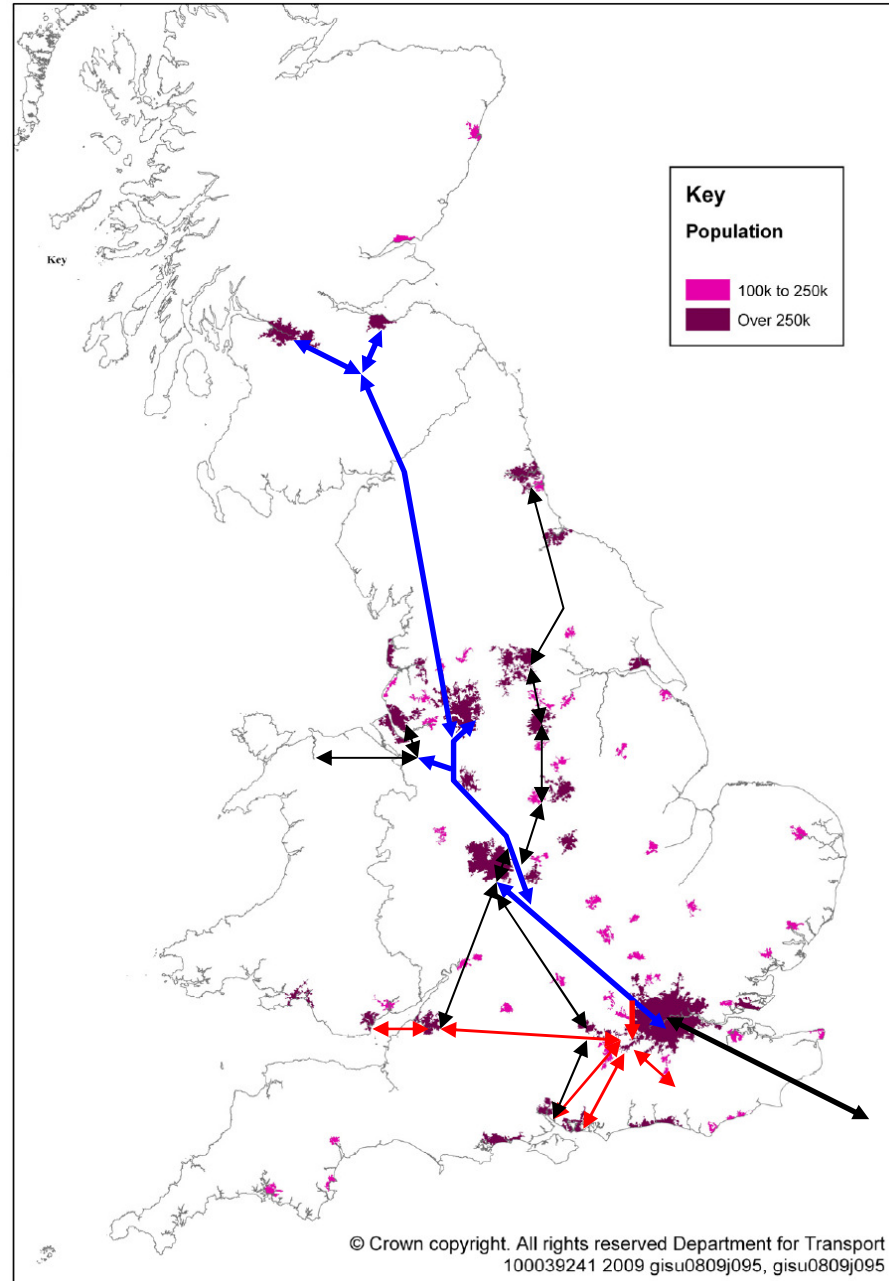 Key
Population
Key
100k to 250k
Over 250k
© Crown copyright. All rights reserved Department for Transport
100039241 2009 gisu0809j095, gisu0809j095